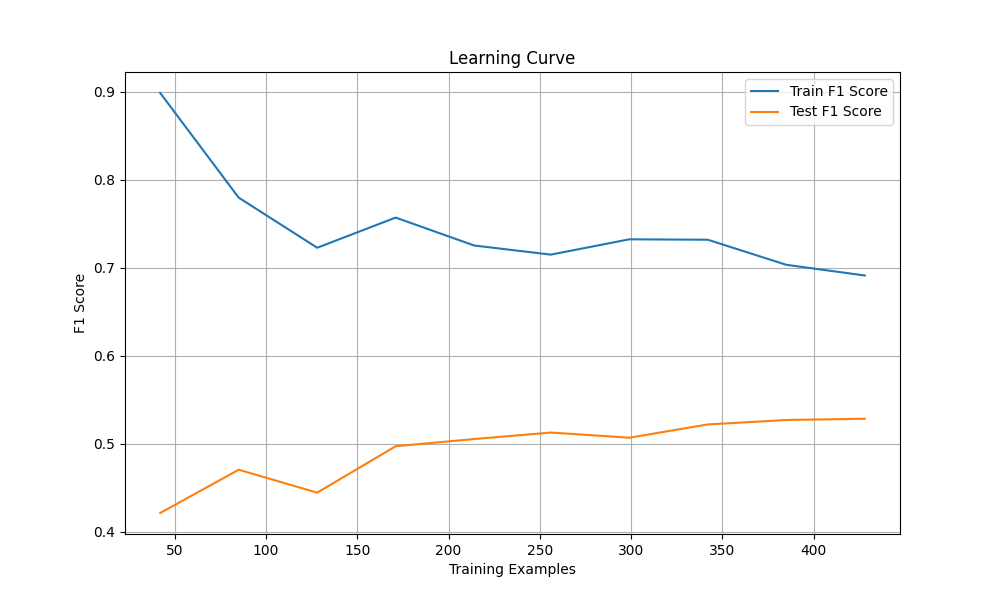 Learning Curve
Train F1 Score
Test F1 Score
0.9
0.8
0.7
0.6
0.5
0.4
F1 Score
50 100 150 200 250 300 350 400
Training Examples